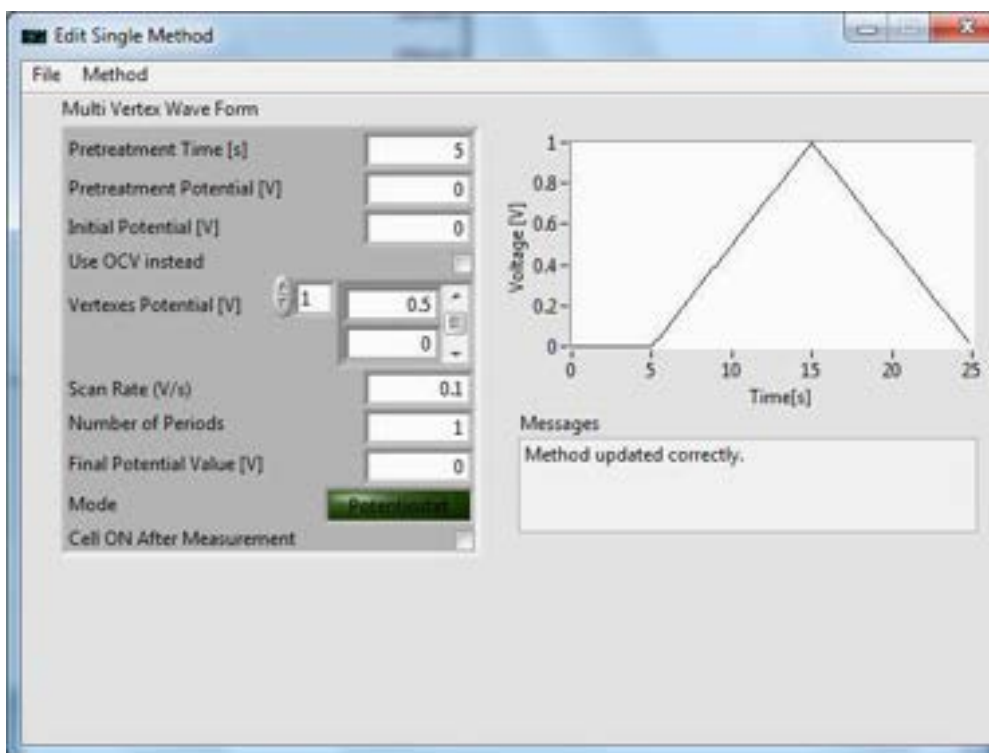 Edit Single Method
File Method
Multi Vertex Wave Form
Pretreatment Time [s] 5
Pretreatment Potential [V] 0
Initial Potential [V] 0
Use OCV instead
Vertexes Potential [V] 1 0.5
0
Scan Rate (V/s) 0.1
Number of Periods 1
Final Potential Value [V] 0
Mode Potentiostat
Cell ON After Measurement
Voltage [V]
1
0.8
0.6
0.4
0.2
0
0 5 10 15 20 25
Time[s]
Messages
Method updated correctly.